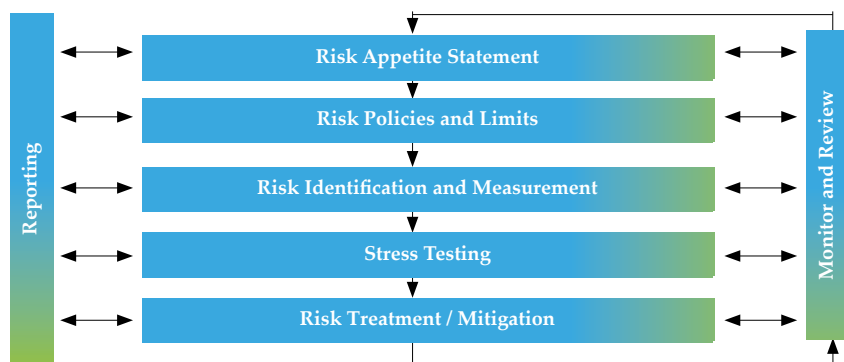 Reporting
Risk Appetite Statement
Risk Policies and Limits
Risk Identification and Measurement
Stress Testing
Risk Treatment / Mitigation
Monitor and Review